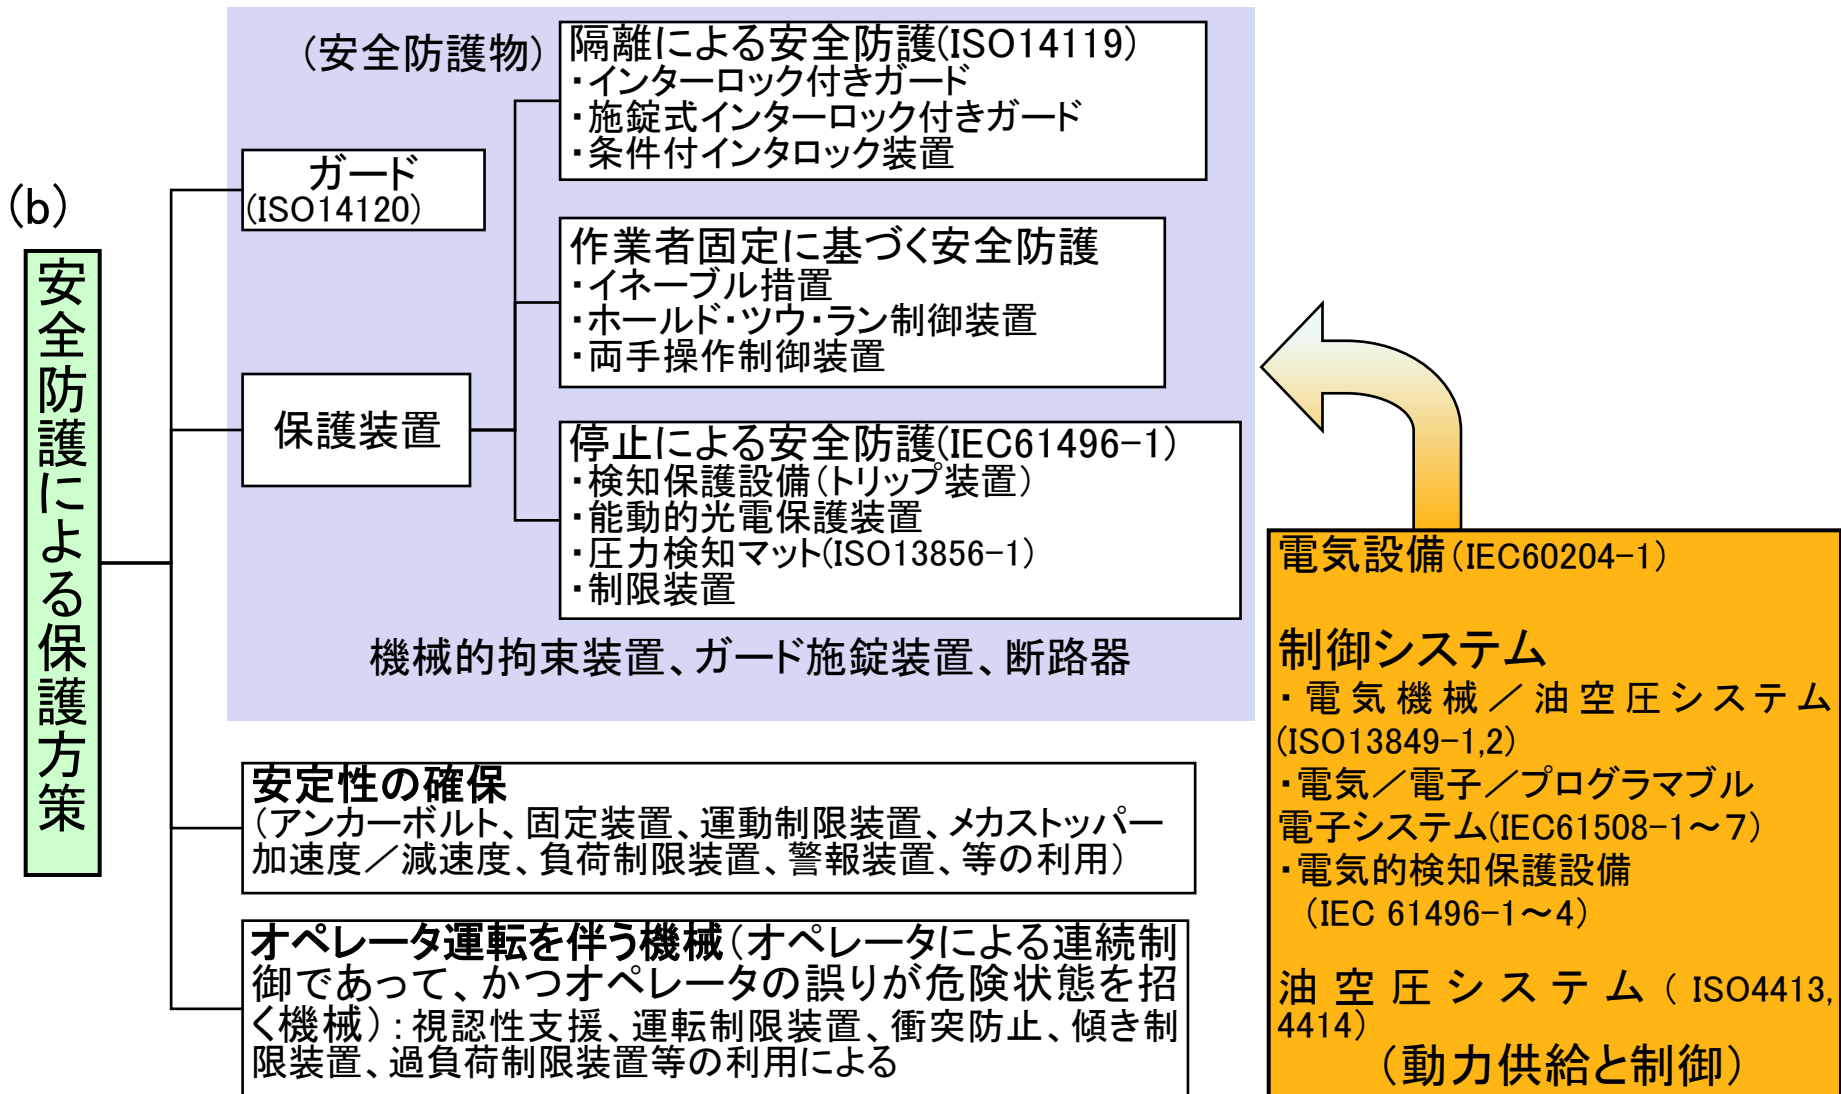 (b)
安全防護による保護方策
(安全防護物)
ガード
(ISO14120)
保護装置
隔離による安全防護(ISO14119)
・インターロック付きガード
・施錠式インターロック付きガード
・条件付インタロック装置
作業者固定に基づく安全防護
・イネーブル措置
・ホールド・ツウ・ラン制御装置
・両手操作制御装置
停止による安全防護(IEC61496-1)
・検知保護設備(トリップ装置)
・能動的光電保護装置
・圧力検知マット(ISO13856-1)
・制限装置
機械的拘束装置、ガード施錠装置、断路器
安定性の確保
(アンカーボルト、固定装置、運動制限装置、メカストッパー
加速度/減速度、負荷制限装置、警報装置、等の利用)
オペレータ運転を伴う機械(オペレータによる連続制
御であって、かつオペレータの誤りが危険状態を招
く機械):視認性支援、運転制限装置、衝突防止、傾き制
限装置、過負荷制限装置等の利用による
電気設備(IEC60204-1)
制御システム
・電気機械/油空圧システム
(ISO13849-1,2)
・電気/電子/プログラマブル
電子システム(IEC61508-1~7)
・電気的検知保護設備
(IEC 61496-1~4)
油空圧システム( ISO4413,
4414)
(動力供給と制御)